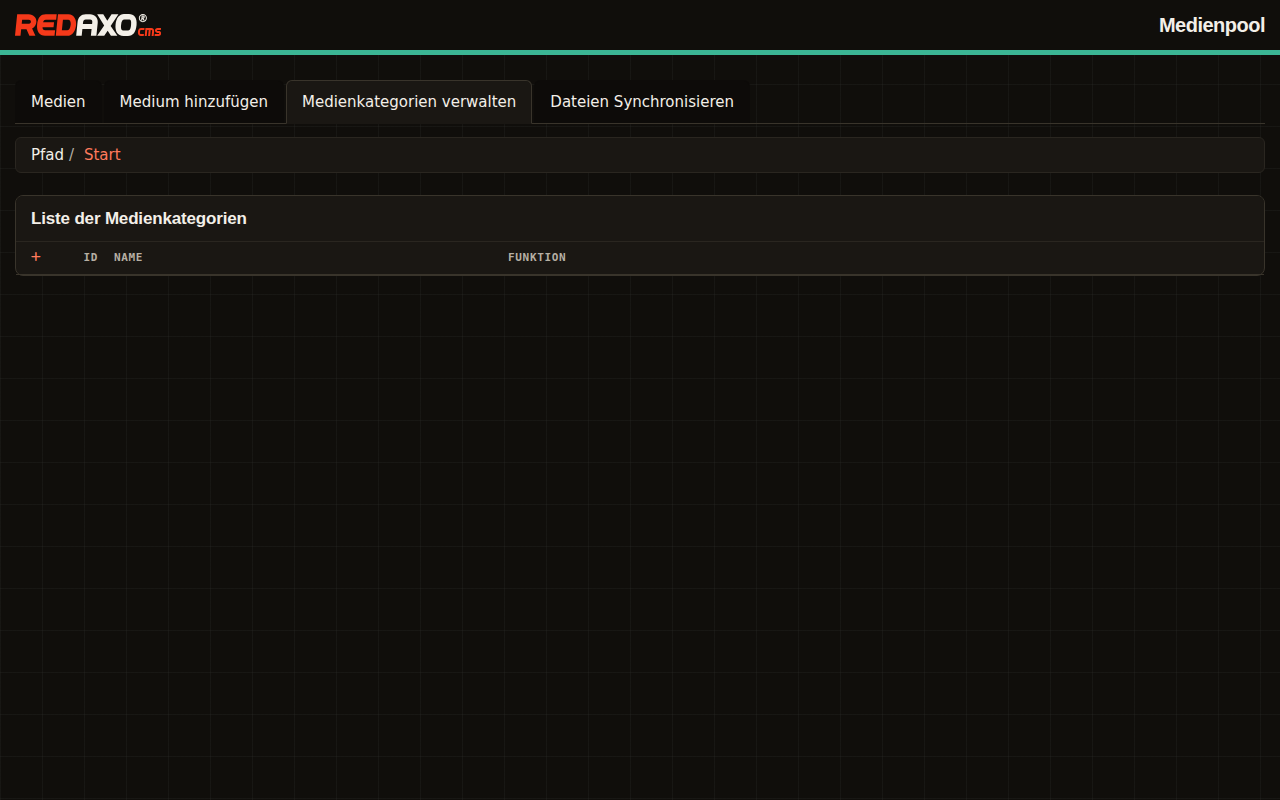 REDAXO® cms
Medienpool
Medien
Medium hinzufügen
Medienkategorien verwalten
Dateien Synchronisieren
Pfad / Start
Liste der Medienkategorien
+ ID NAME FUNKTION